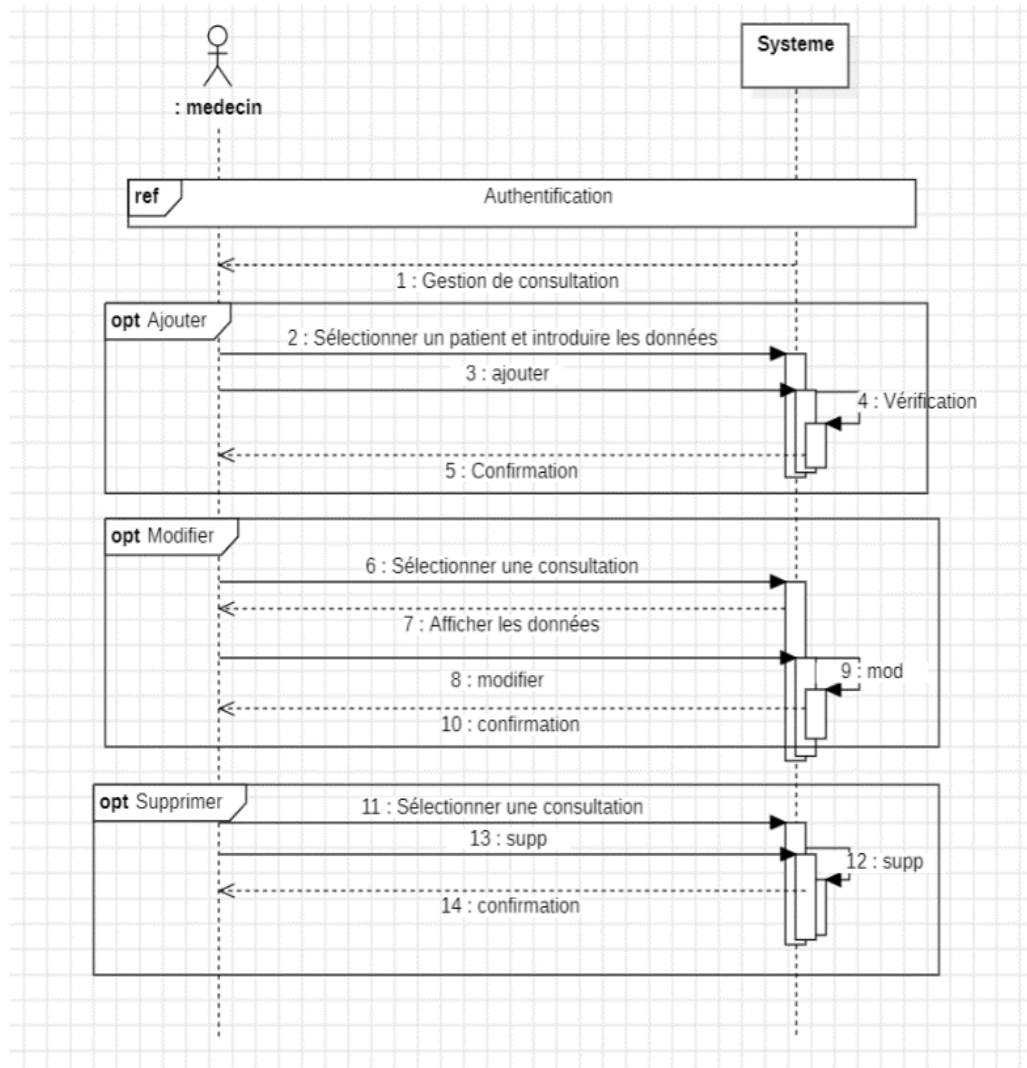 Systeme
: medecin
ref
Authentification
1 : Gestion de consultation
opt Ajouter
2 : Sélectionner un patient et introduire les données
3 : ajouter
4 : Vérification
5 : Confirmation
opt Modifier
6 : Sélectionner une consultation
7 : Afficher les données
8 : modifier
9 : mod
10 : confirmation
opt Supprimer
11 : Sélectionner une consultation
13 : supp
12 : supp
14 : confirmation